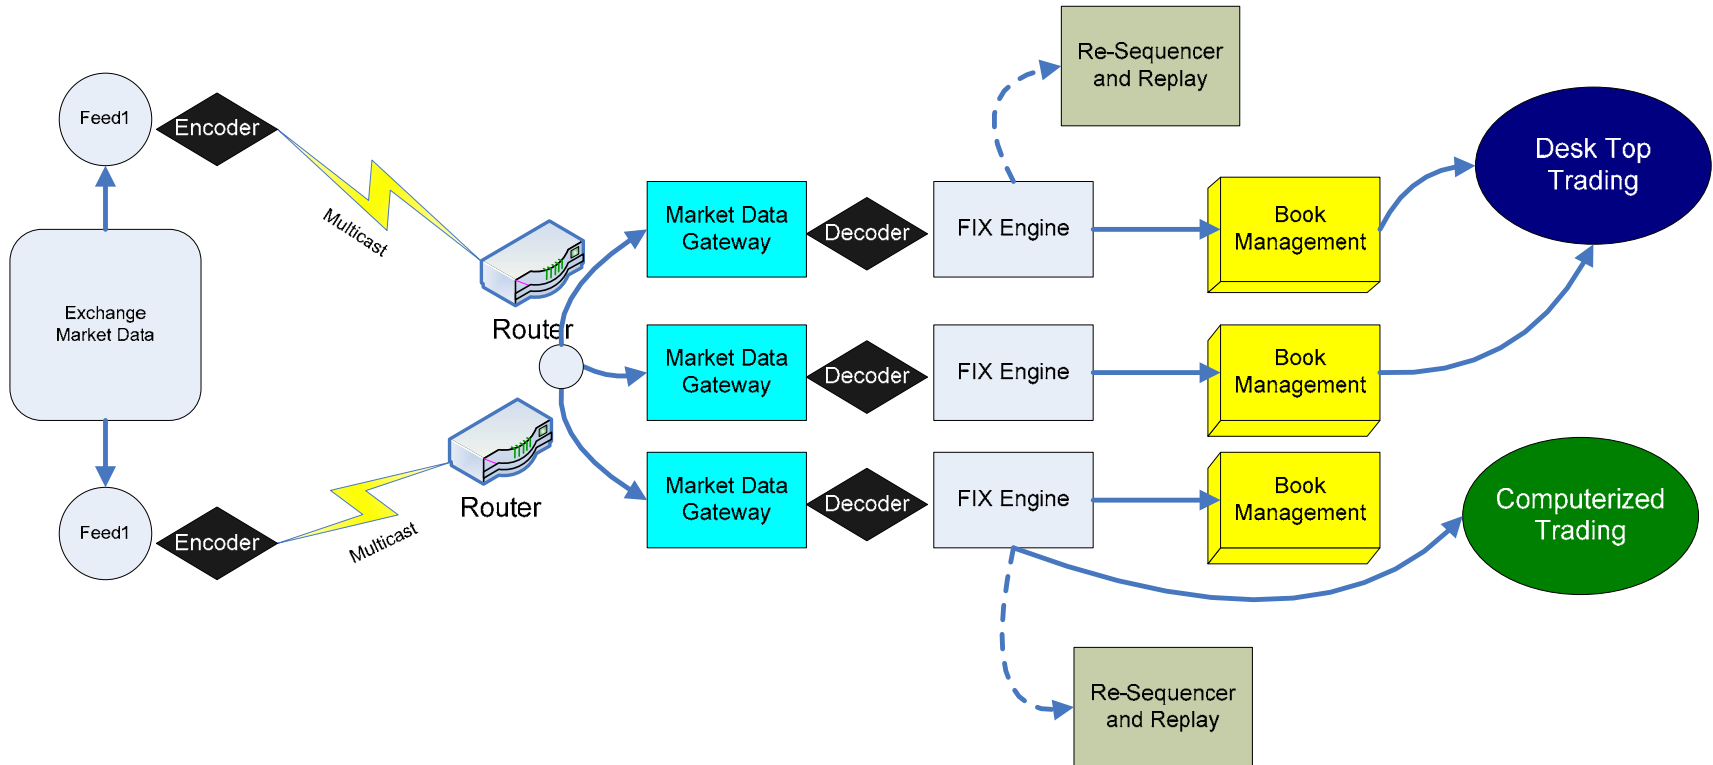 Re-Sequencer
and Replay
Feed1
Encoder
Desk Top
Trading
Multicast
Market Data
Gateway
Decoder
FIX Engine
Book
Management
Exchange
Market Data
Router
Market Data
Gateway
Decoder
FIX Engine
Book
Management
Router
Market Data
Gateway
Decoder
FIX Engine
Book
Management
Computerized
Trading
Feed1
Encoder
Multicast
Re-Sequencer
and Replay